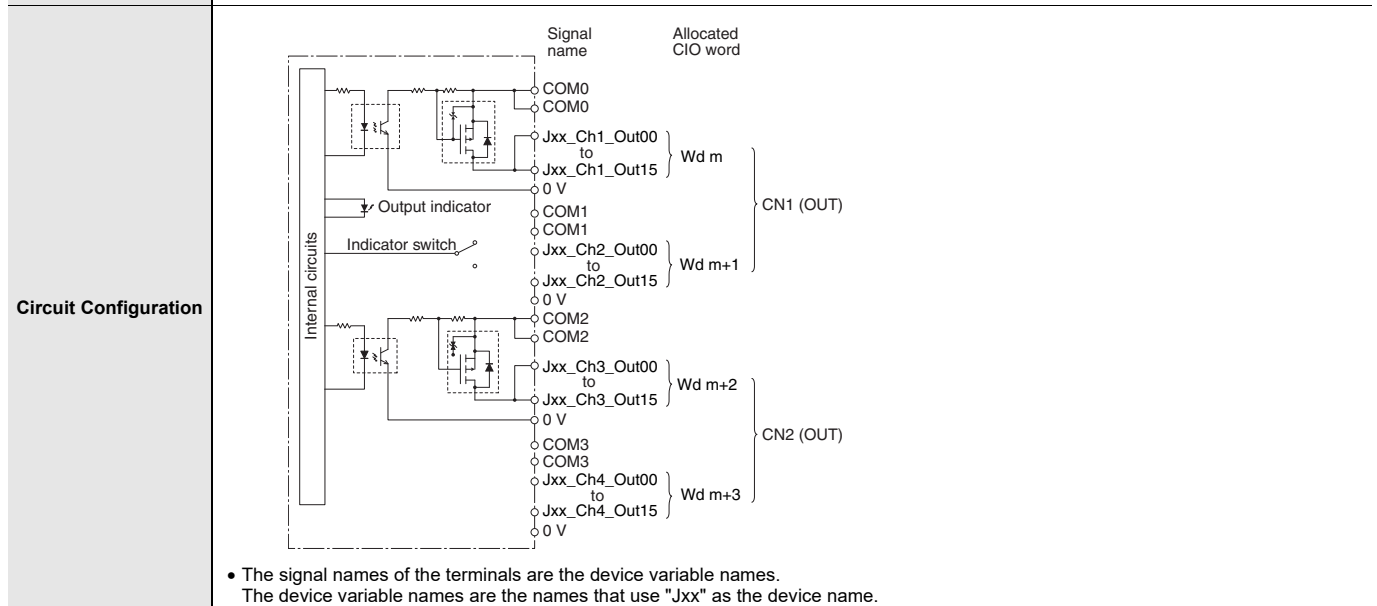 Signal name
Allocated CIO word
COM0
COM0
Jxx_Ch1_Out00
to
Jxx_Ch1_Out15
Wd m
0 V
CN1 (OUT)
Output indicator
COM1
COM1
Indicator switch
Jxx_Ch2_Out00
to
Jxx_Ch2_Out15
Wd m+1
0 V
Internal circuits
Circuit Configuration
COM2
COM2
Jxx_Ch3_Out00
to
Jxx_Ch3_Out15
Wd m+2
0 V
CN2 (OUT)
COM3
COM3
Jxx_Ch4_Out00
to
Jxx_Ch4_Out15
Wd m+3
0 V
• The signal names of the terminals are the device variable names.
The device variable names are the names that use "Jxx" as the device name.